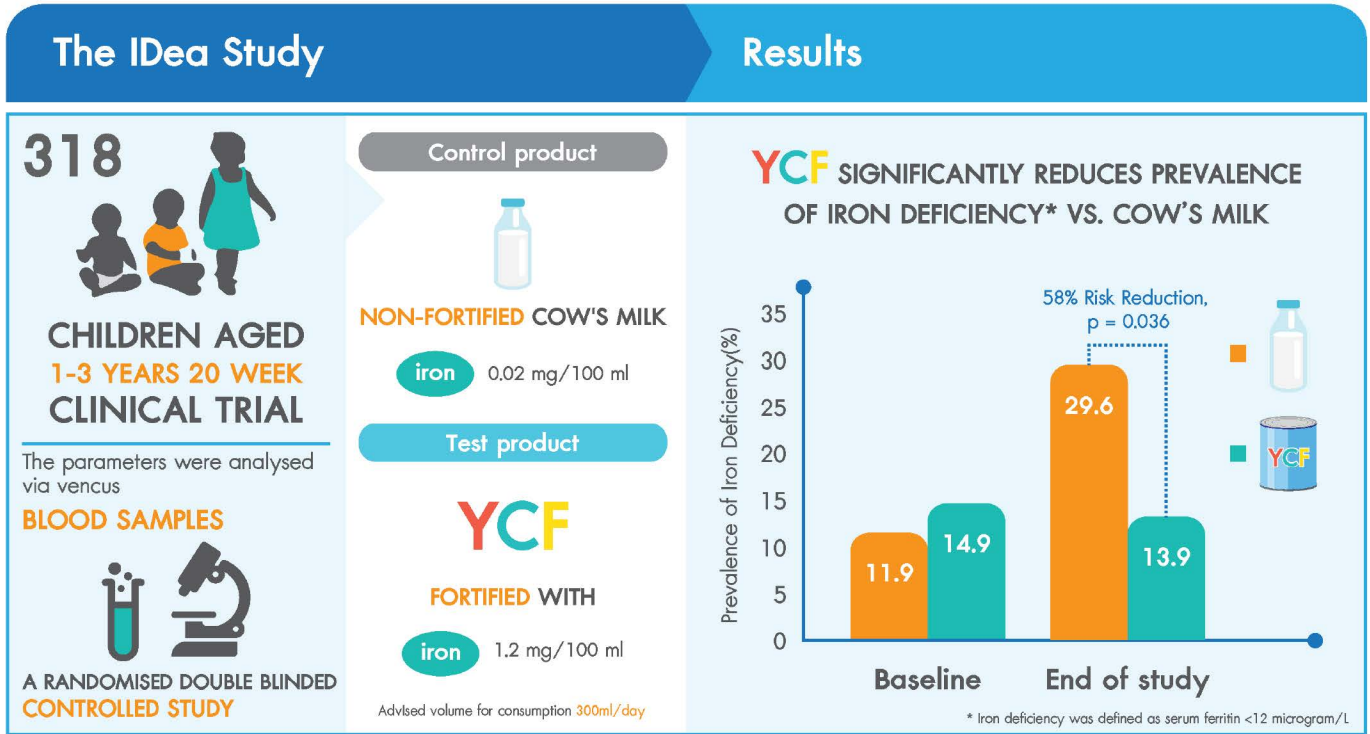 The IDea Study
Results
318
CHILDREN AGED
1-3 YEARS 20 WEEK
CLINICAL TRIAL
The parameters were analysed
via vencus
BLOOD SAMPLES
A RANDOMISED DOUBLE BLINDED
CONTROLLED STUDY
Control product
NON-FORTIFIED COW'S MILK
iron 0.02 mg/100 ml
Test product
YCF
FORTIFIED WITH
iron 1.2 mg/100 ml
Advised volume for consumption 300ml/day
YCF SIGNIFICANTLY REDUCES PREVALENCE
OF IRON DEFICIENCY* VS. COW'S MILK
Prevalence of Iron Deficiency(%)
35
30
25
20
15
10
5
0
58% Risk Reduction,
p = 0.036
11.9
14.9
29.6
13.9
YCF
Baseline
End of study
* Iron deficiency was defined as serum ferritin <12 microgram/L